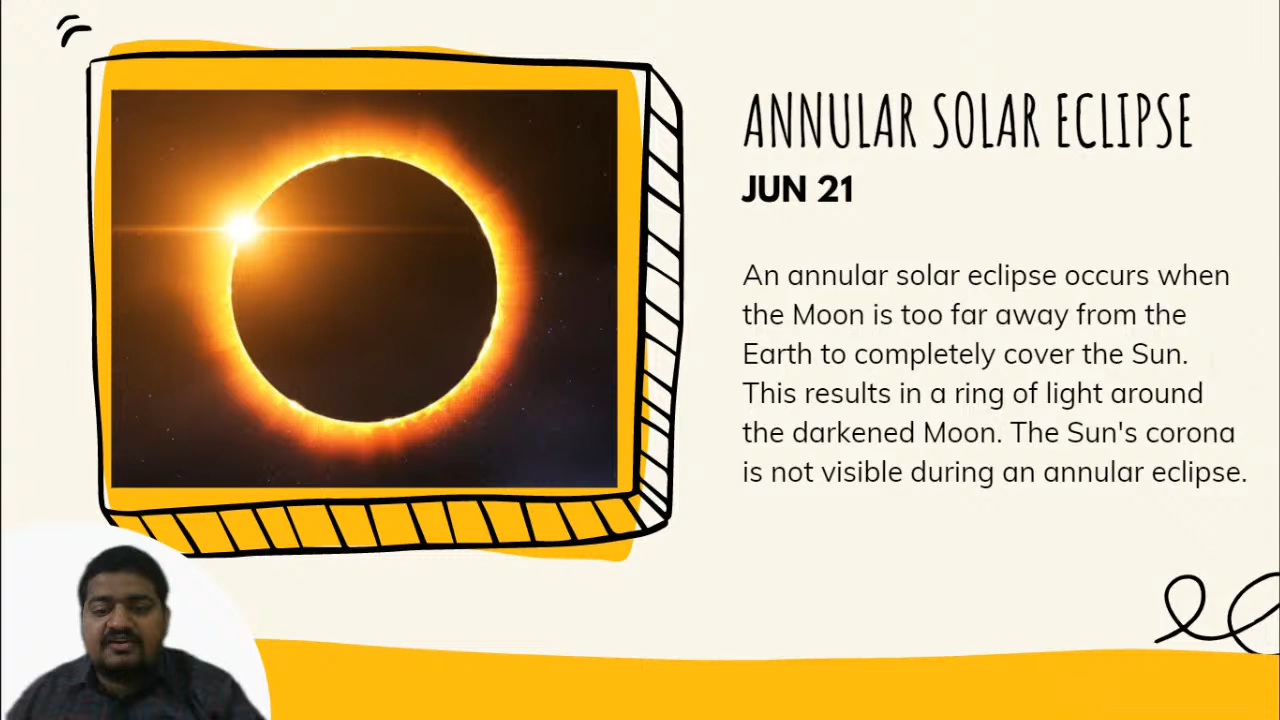 ANNULAR SOLAR ECLIPSE
JUN 21
An annular solar eclipse occurs when
the Moon is too far away from the
Earth to completely cover the Sun.
This results in a ring of light around
the darkened Moon. The Sun's corona
is not visible during an annular eclipse.